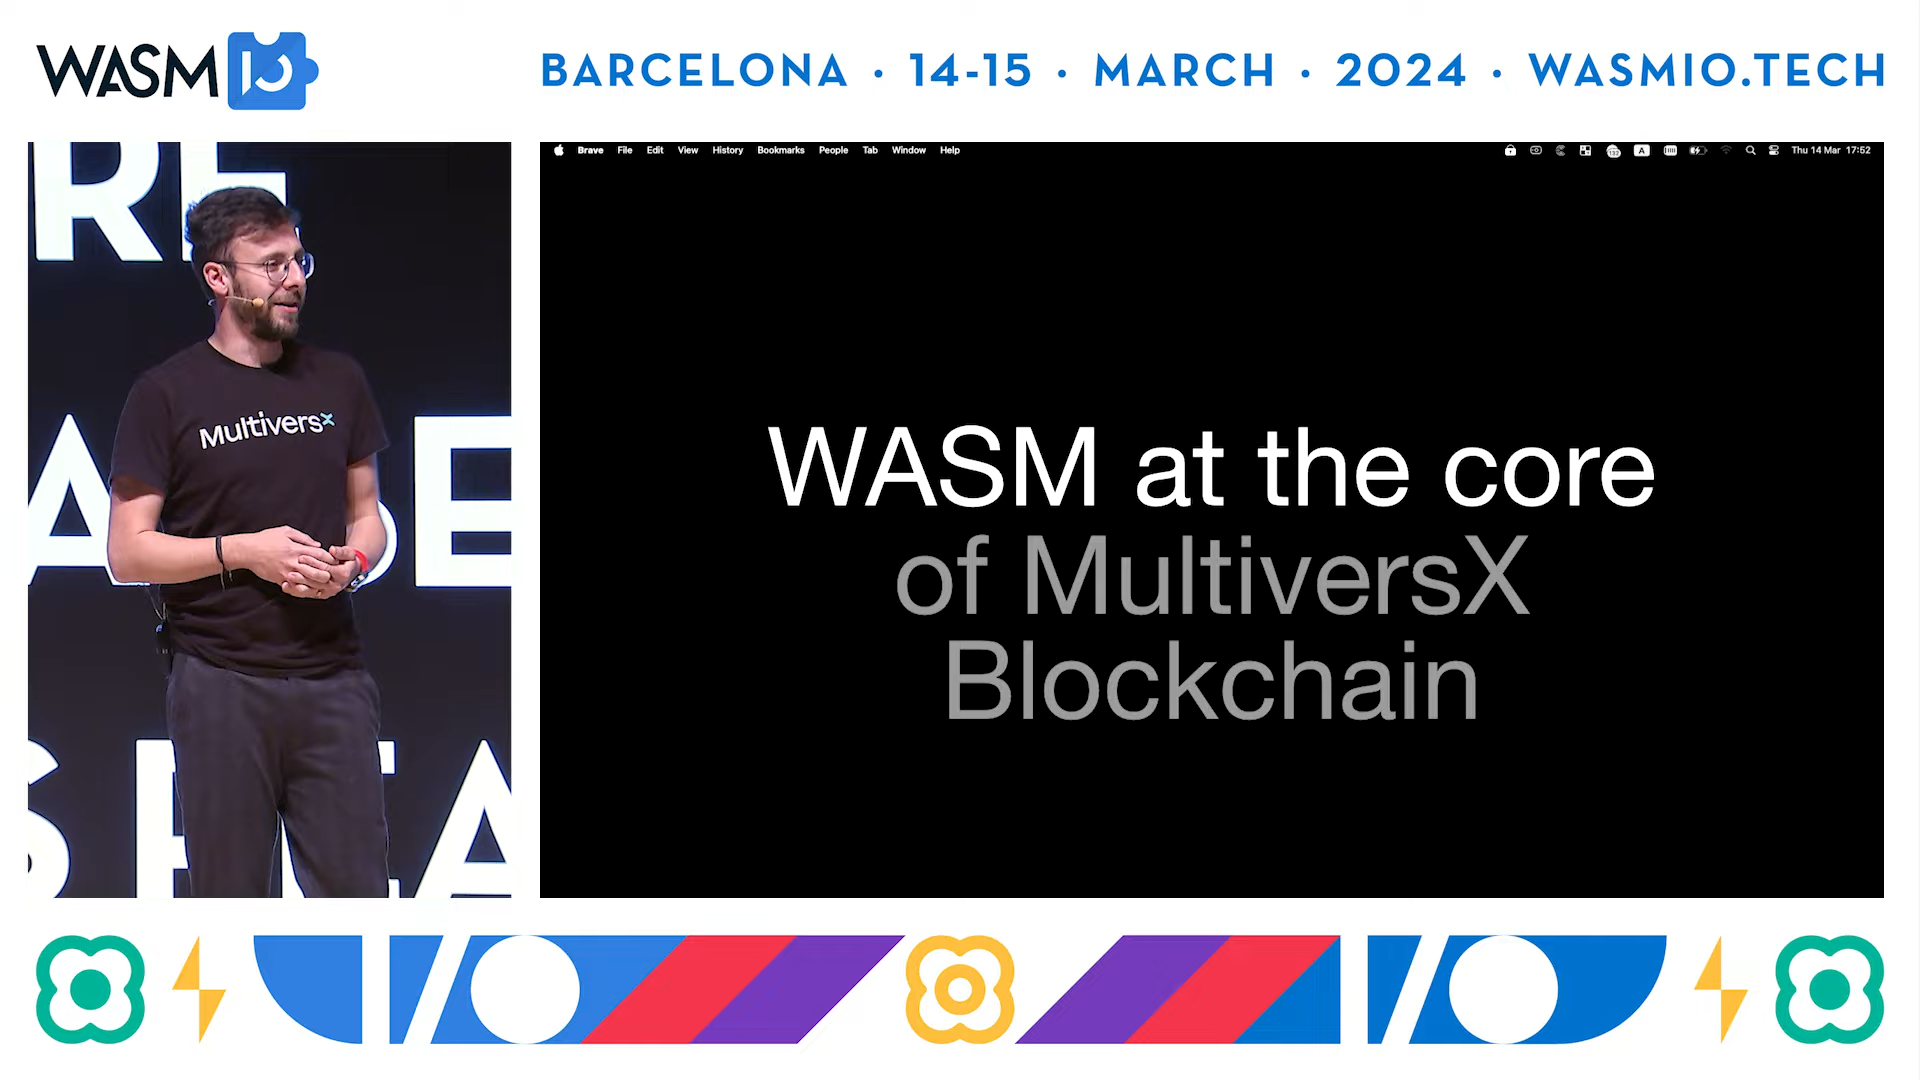 WASM IO
BARCELONA · 14-15 · MARCH · 2024 · WASMIO.TECH
RE
MultiversX
Brave File Edit View History Bookmarks People Tab Window Help
A Thu 14 Mar 17:52
WASM at the core
of MultiversX
Blockchain